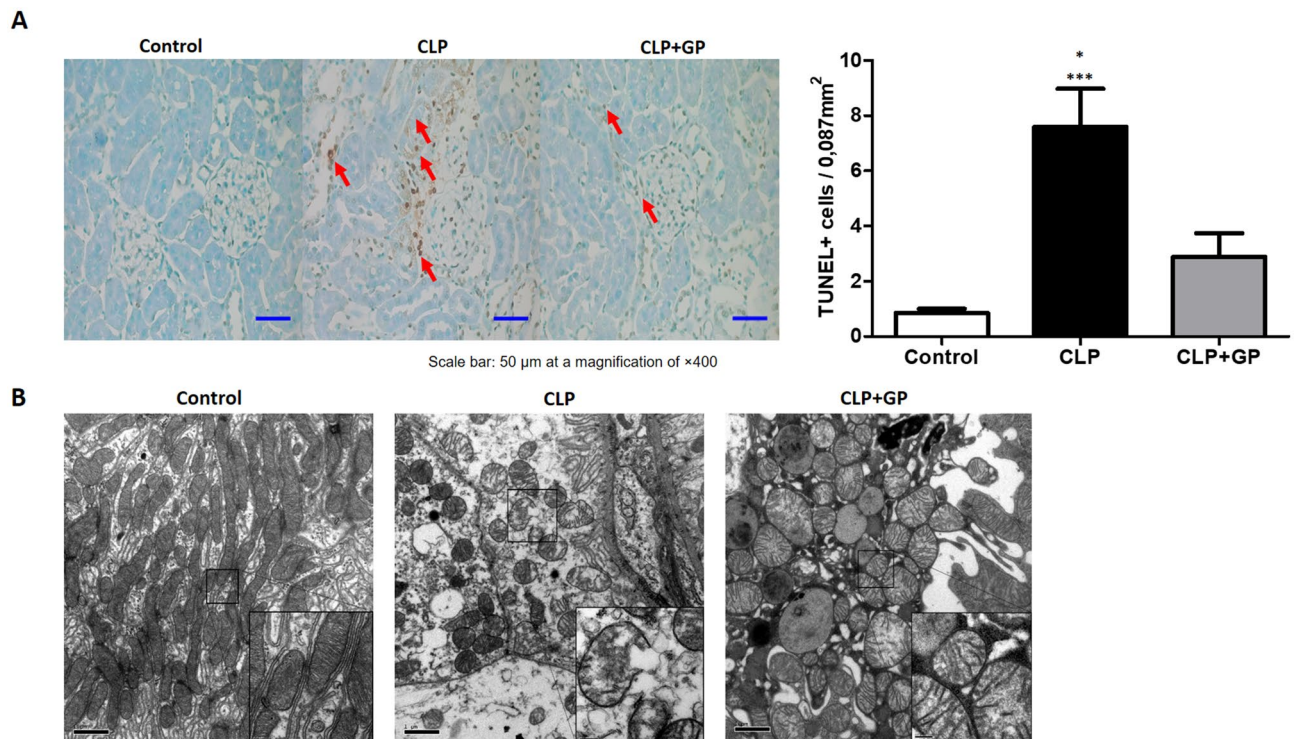 A
Control CLP CLP+GP
Scale bar: 50 µm at a magnification of ×400
TUNEL+ cells / 0,087mm²
10
8
6
4
2
0
*
***
Control CLP CLP+GP
B
Control CLP CLP+GP